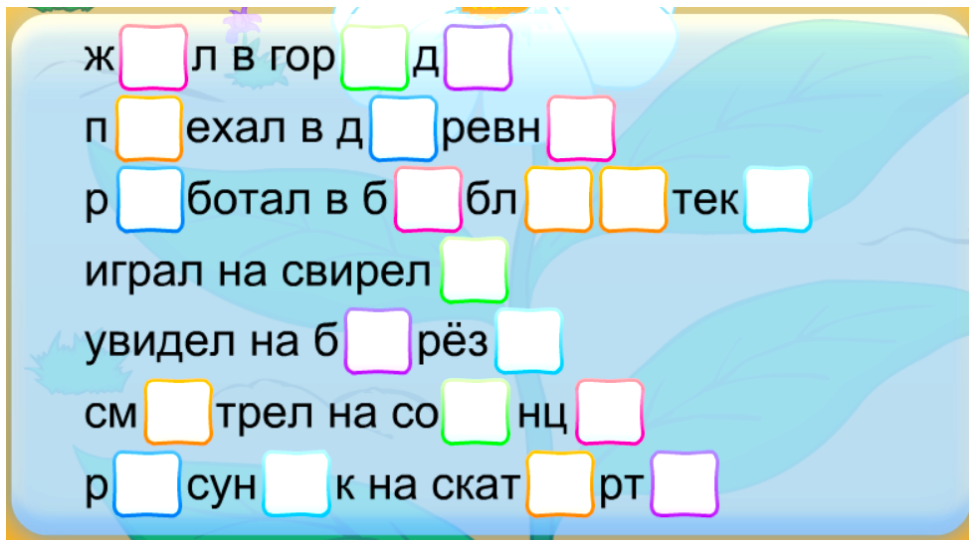 ж л в гор д
п ехал в д ревн
р ботал в б бл тек
играл на свирел
увидел на б рёз
см трел на со нц
р сун к на скат рт